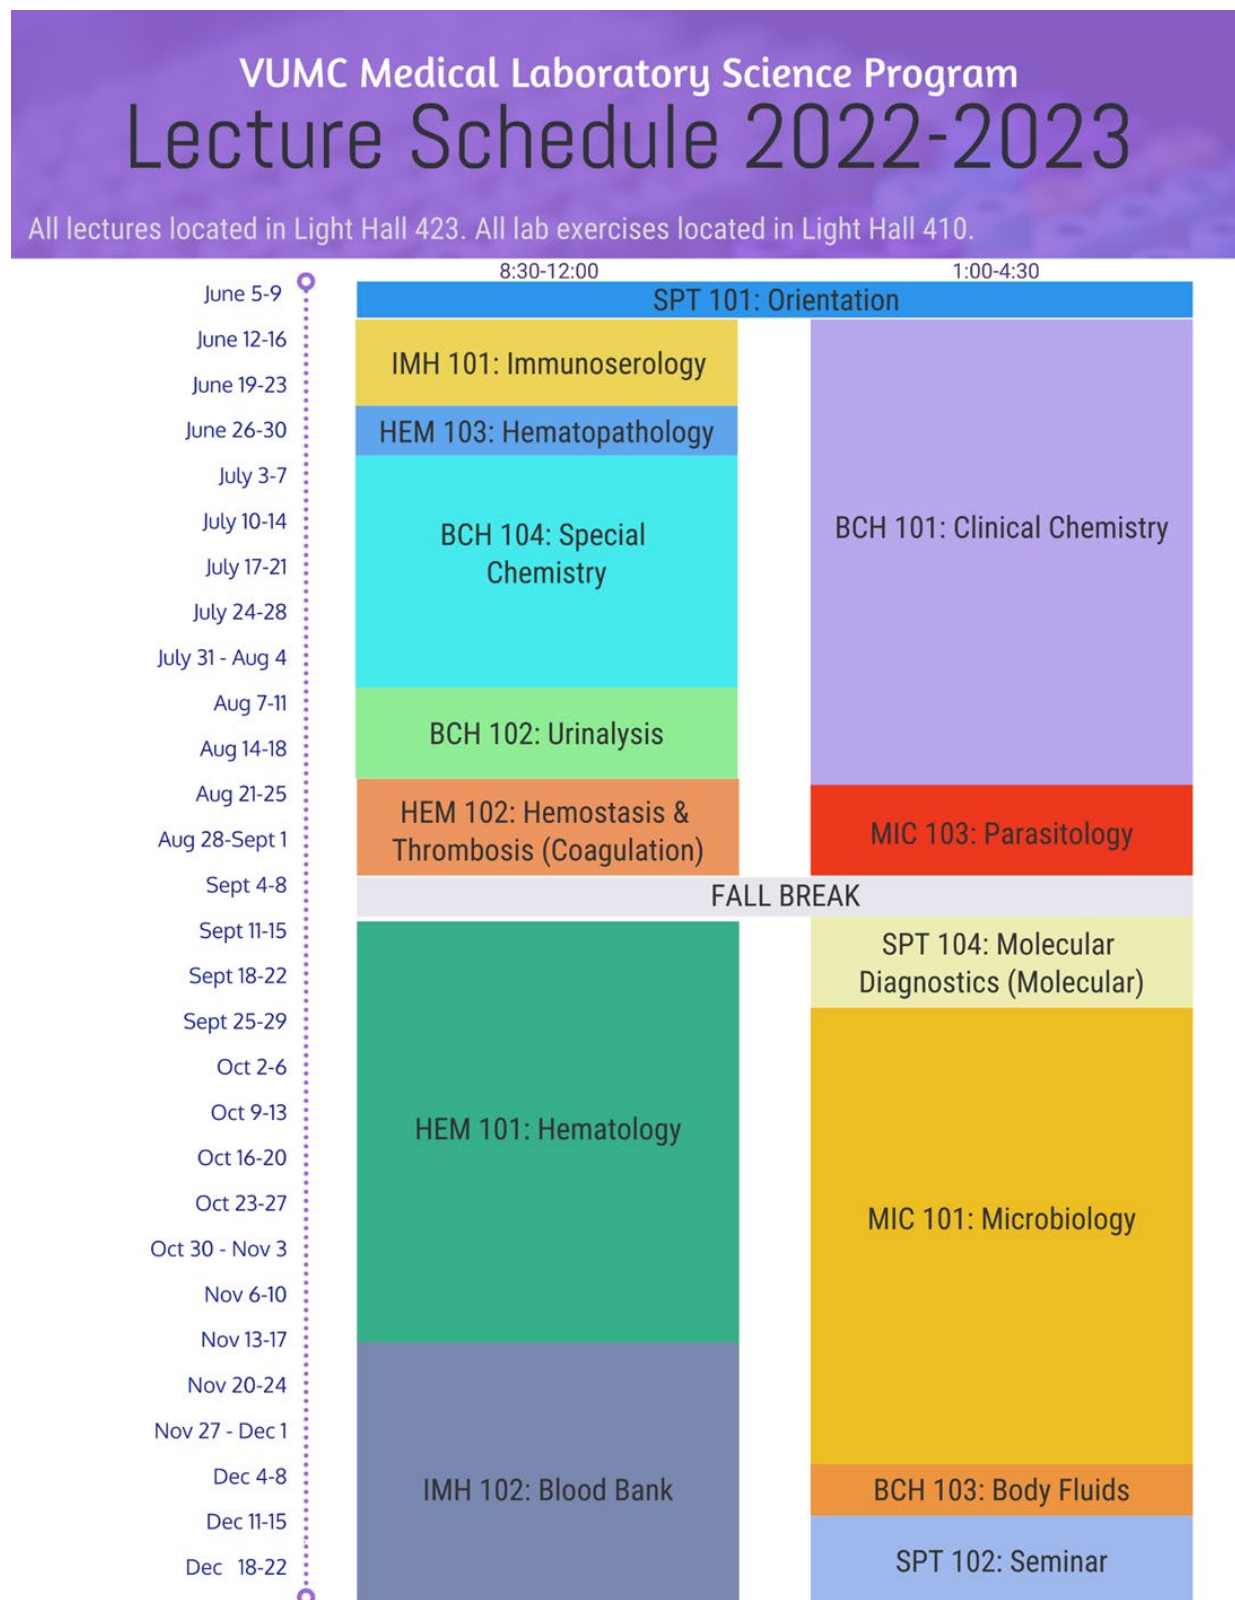 VUMC Medical Laboratory Science Program
Lecture Schedule 2022-2023
All lectures located in Light Hall 423. All lab exercises located in Light Hall 410.
8:30-12:00
1:00-4:30
June 5-9
SPT 101: Orientation
June 12-16
June 19-23
IMH 101: Immunoserology
June 26-30
HEM 103: Hematopathology
July 3-7
July 10-14
July 17-21
July 24-28
July 31 - Aug 4
BCH 104: Special
Chemistry
BCH 101: Clinical Chemistry
Aug 7-11
Aug 14-18
BCH 102: Urinalysis
Aug 21-25
Aug 28-Sept 1
HEM 102: Hemostasis &
Thrombosis (Coagulation)
MIC 103: Parasitology
Sept 4-8
FALL BREAK
Sept 11-15
Sept 18-22
SPT 104: Molecular
Diagnostics (Molecular)
Sept 25-29
Oct 2-6
Oct 9-13
Oct 16-20
Oct 23-27
Oct 30 - Nov 3
Nov 6-10
HEM 101: Hematology
MIC 101: Microbiology
Nov 13-17
Nov 20-24
Nov 27 - Dec 1
Dec 4-8
IMH 102: Blood Bank
BCH 103: Body Fluids
Dec 11-15
Dec 18-22
SPT 102: Seminar